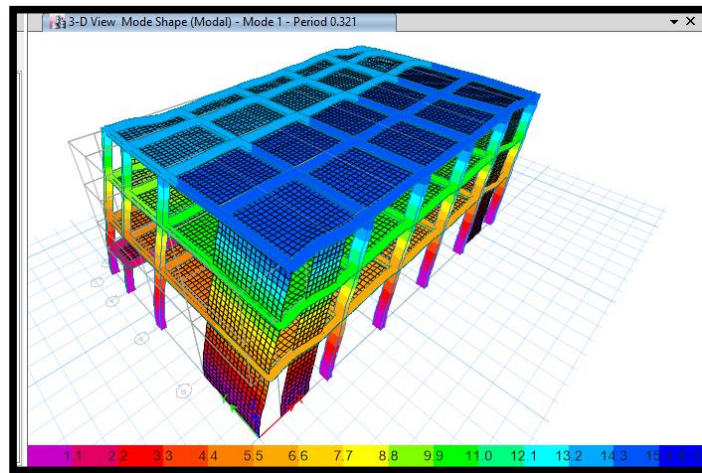 3-D View Mode Shape (Modal) - Mode 1 - Period 0.321
1.1 2.2 3.3 4.4 5.5 6.6 7.7 8.8 9.9 11.0 12.1 13.2 14.3